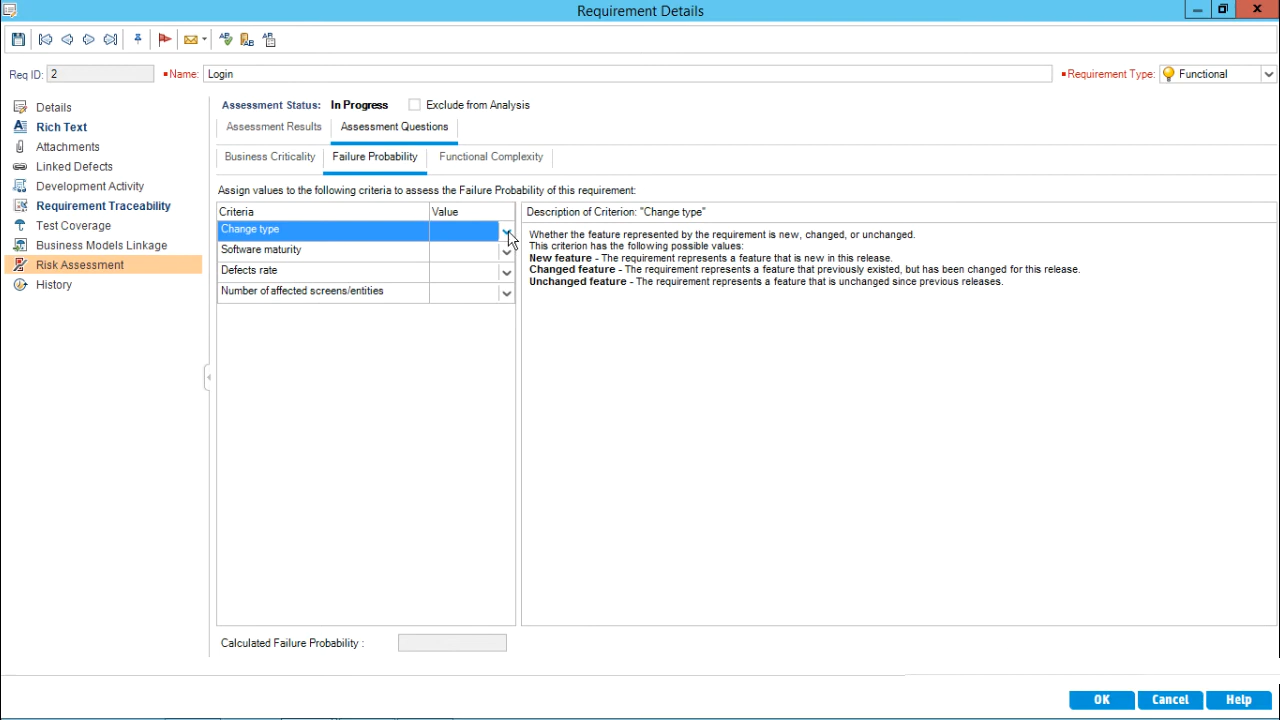 Requirement Details
Req ID: 2 Name: Login Requirement Type: Functional
Details
Rich Text
Attachments
Linked Defects
Development Activity
Requirement Traceability
Test Coverage
Business Models Linkage
Risk Assessment
History
Assessment Status: In Progress Exclude from Analysis
Assessment Results Assessment Questions
Business Criticality Failure Probability Functional Complexity
Assign values to the following criteria to assess the Failure Probability of this requirement:
Criteria Value
Change type
Software maturity
Defects rate
Number of affected screens/entities
Description of Criterion: "Change type"
Whether the feature represented by the requirement is new, changed, or unchanged.
This criterion has the following possible values:
New feature - The requirement represents a feature that is new in this release.
Changed feature - The requirement represents a feature that previously existed, but has been changed for this release.
Unchanged feature - The requirement represents a feature that is unchanged since previous releases.
Calculated Failure Probability :
OK Cancel Help